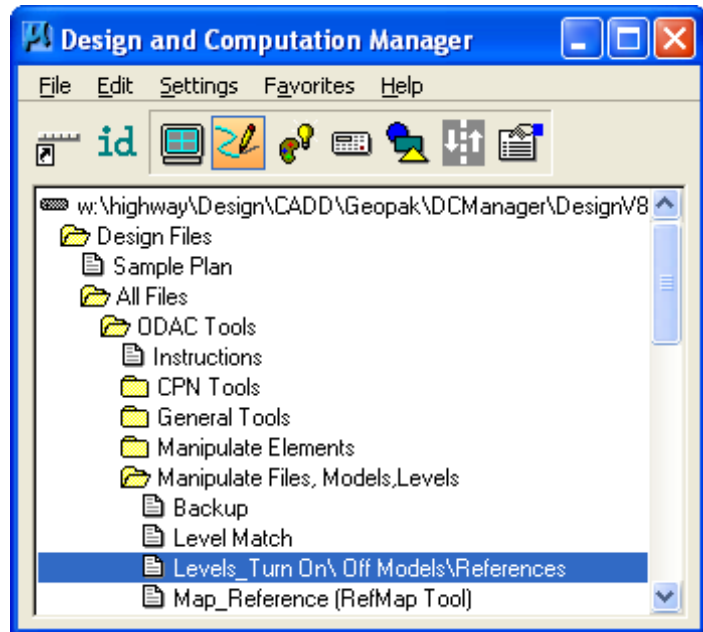 Design and Computation Manager
File Edit Settings Favorites Help
id
w:\highway\Design\CADD\Geopak\DCManager\DesignV8
Design Files
Sample Plan
All Files
ODAC Tools
Instructions
CPN Tools
General Tools
Manipulate Elements
Manipulate Files, Models,Levels
Backup
Level Match
Levels_Turn On\ Off Models\References
Map_Reference (RefMap Tool)